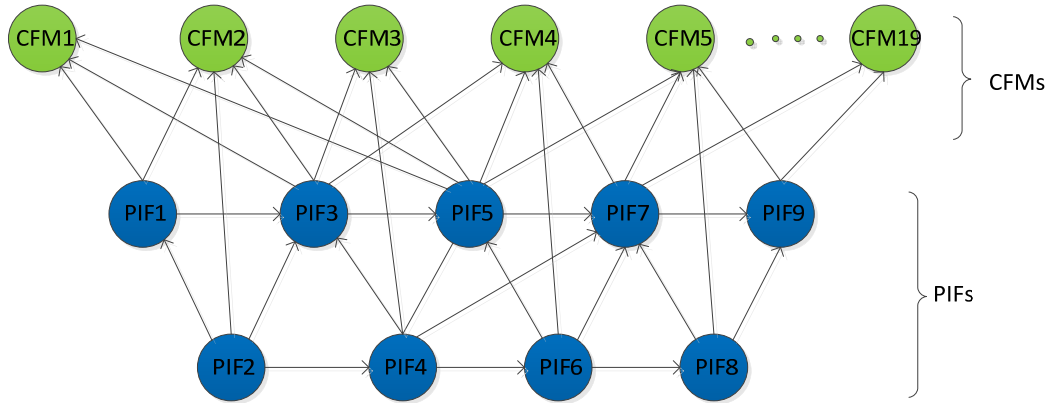 CFM1 CFM2 CFM3 CFM4 CFM5 CFM19
CFMs
PIF1 PIF3 PIF5 PIF7 PIF9
PIFs
PIF2 PIF4 PIF6 PIF8